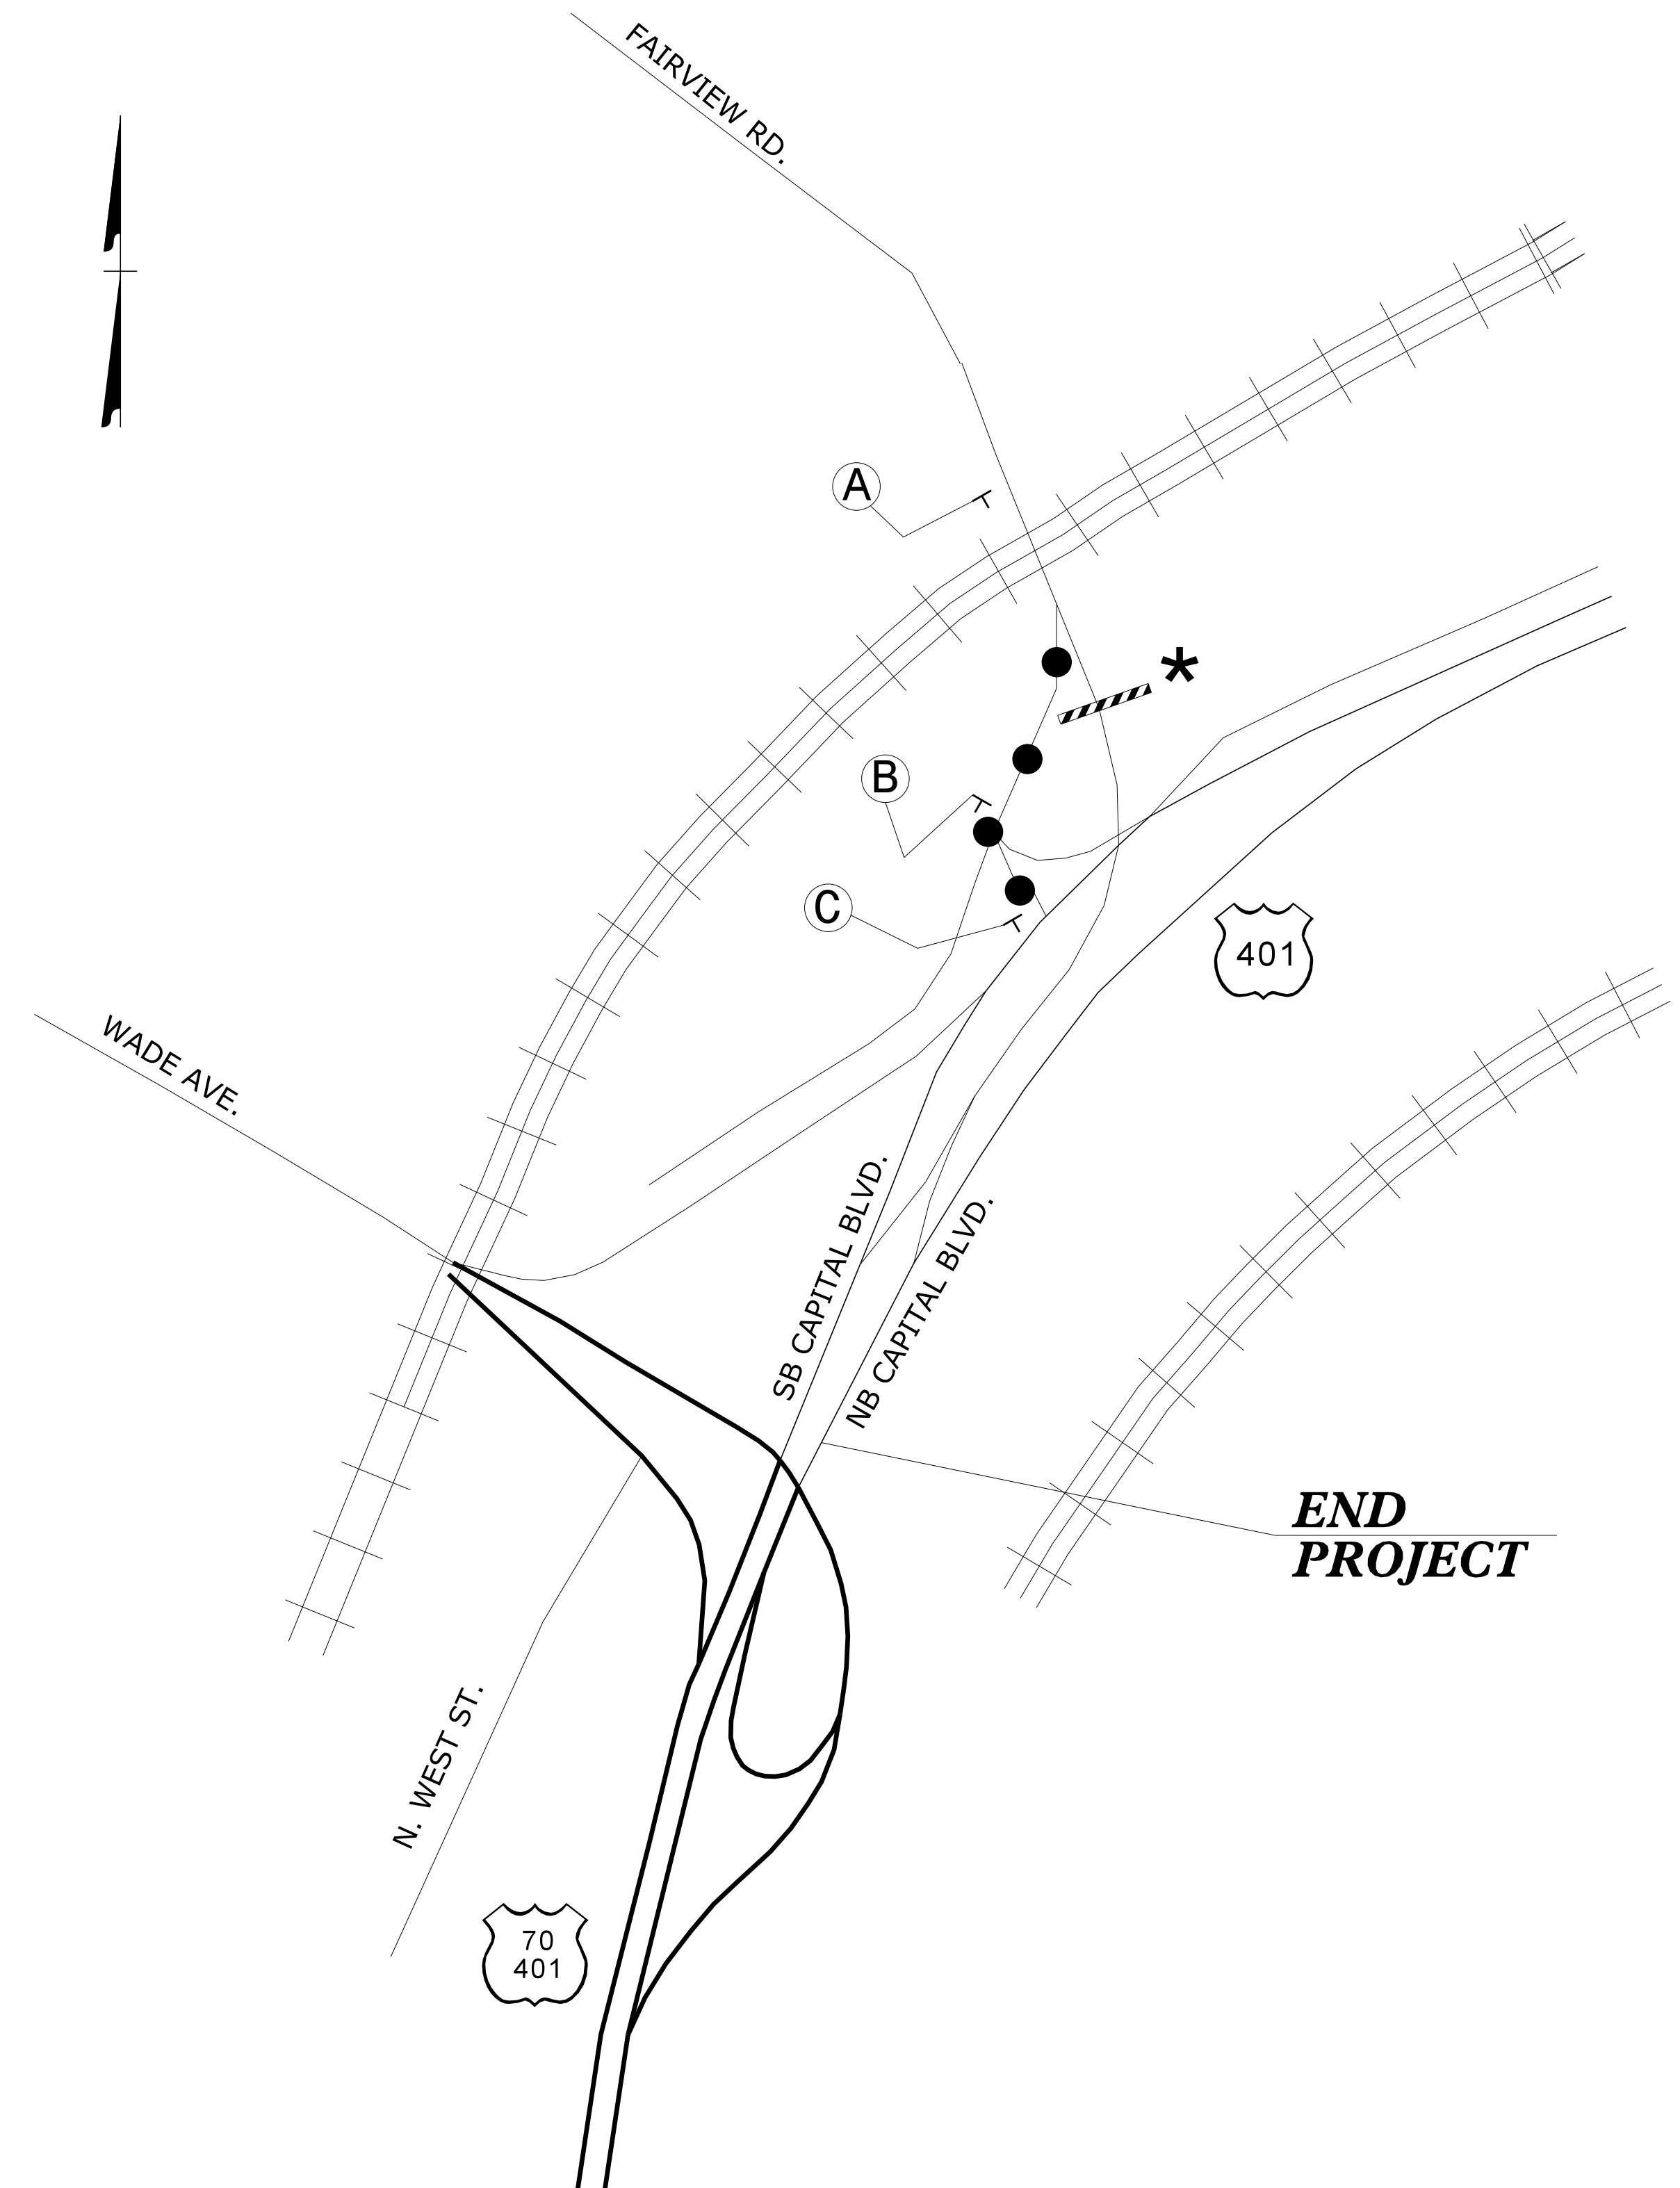 FAIRVIEW RD.
A
*
B
C
401
WADE AVE.
SB CAPITAL BLVD.
NB CAPITAL BLVD.
END
PROJECT
N. WEST ST.
70
401